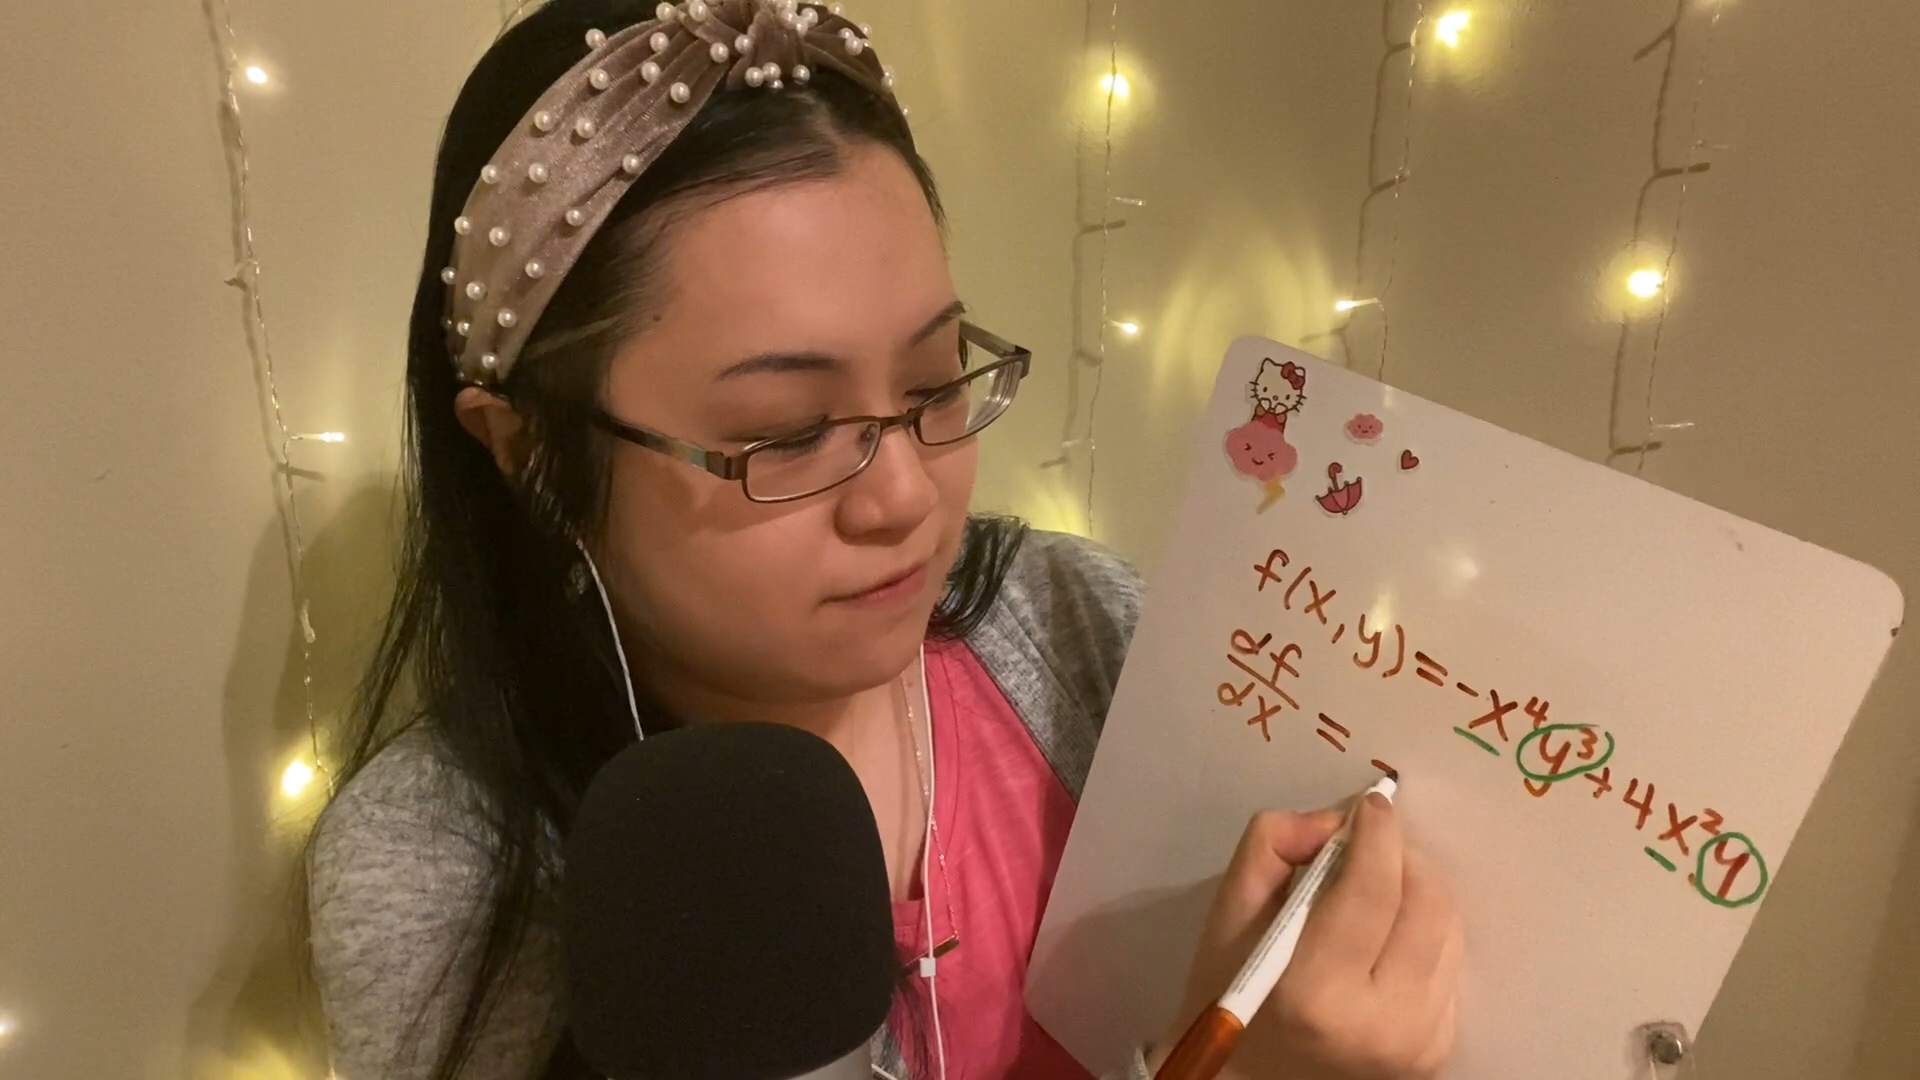 f(x,y)=-x⁴y³+4x²y
∂f
∂x = -